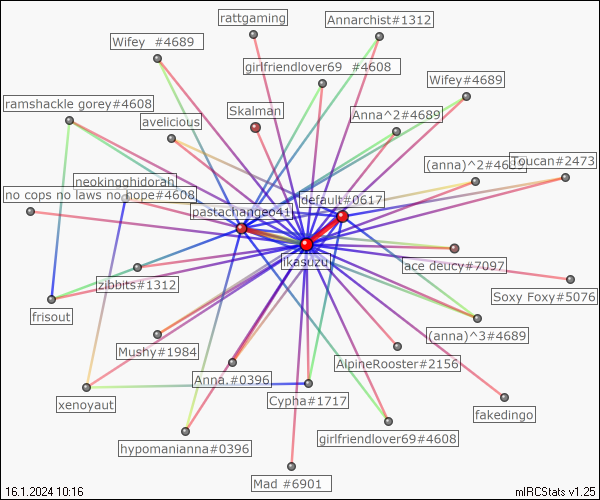 rattgaming
Annarchist#1312
Wifey  #4689
girlfriendlover69  #4608
Wifey#4689
ramshackle gorey#4608
Skalman
Anna^2#4689
avelicious
(anna)^2#4689
Toucan#2473
neokinghidorah
no cops no laws no nope#4608
default#0617
pastachangeo41
ikasuzu
ace deucy#7097
zibbits#1312
Soxy Foxy#5076
frisout
(anna)^3#4689
Mushy#1984
AlpineRooster#2156
Anna.#0396
xenoyaut
Cypha#1717
fakedingo
girlfriendlover69#4608
hypomanianna#0396
Mad #6901
16.1.2024 10:16
mIRCStats v1.25